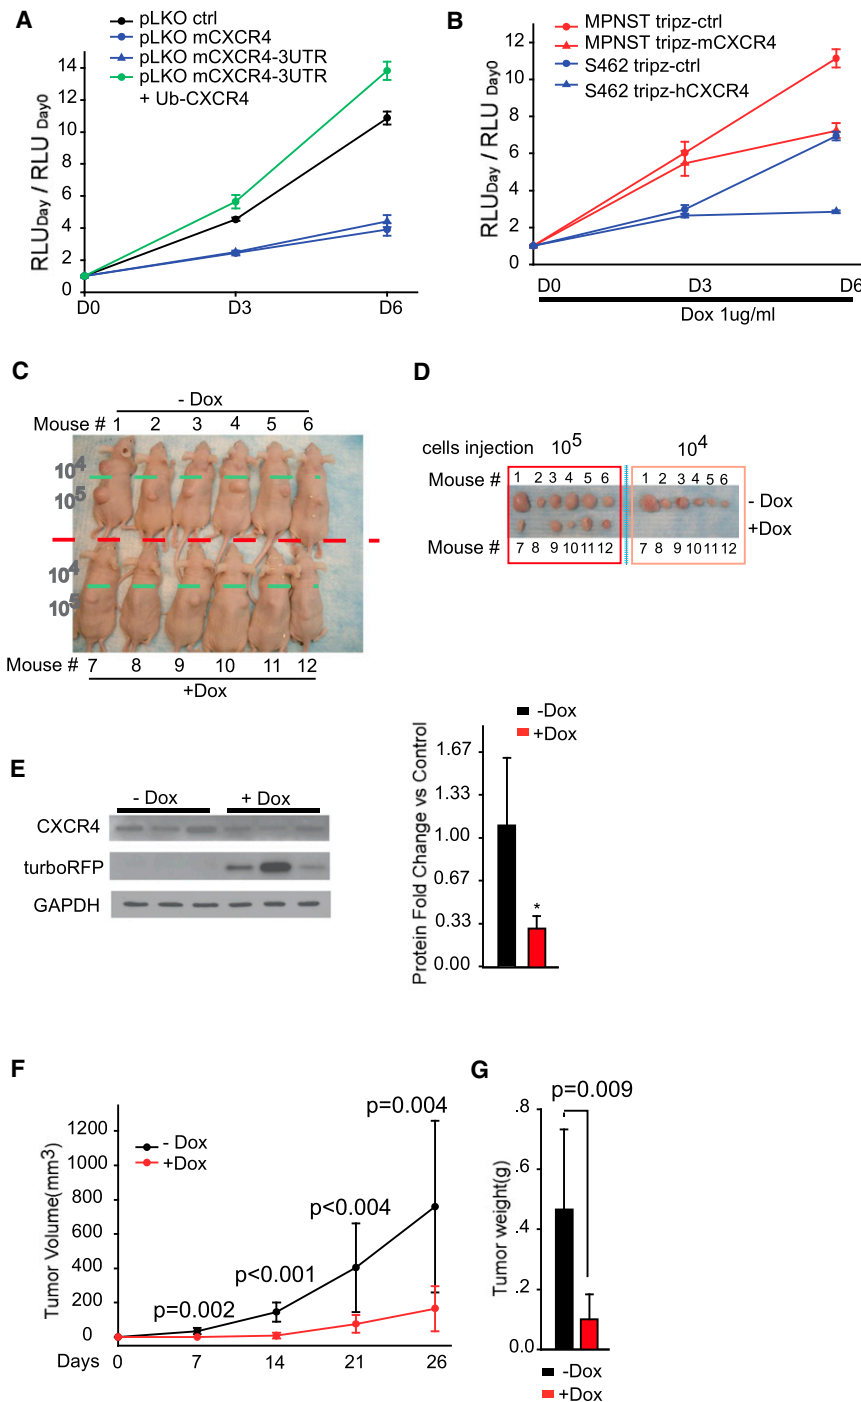 A
pLKO ctrl
pLKO mCXCR4
pLKO mCXCR4-3UTR
pLKO mCXCR4-3UTR
+ Ub-CXCR4
RLU Day / RLU Day0
14
12
10
8
6
4
2
0
D0 D3 D6
B
MPNST tripz-ctrl
MPNST tripz-mCXCR4
S462 tripz-ctrl
S462 tripz-hCXCR4
RLU Day / RLU Day0
12
10
8
6
4
2
0
D0 D3 D6
Dox 1ug/ml
C
- Dox
Mouse # 1 2 3 4 5 6
10⁴
10⁵
10⁴
10⁵
Mouse # 7 8 9 10 11 12
+Dox
D
cells injection 10⁵ 10⁴
Mouse # 1 2 3 4 5 6 1 2 3 4 5 6
- Dox
+Dox
Mouse # 7 8 9 10 11 12 7 8 9 10 11 12
E
- Dox + Dox
CXCR4
turboRFP
GAPDH
-Dox
+Dox
Protein Fold Change vs Control
1.67
1.33
1.00
0.67
0.33
0.00
*
F
Tumor Volume(mm³)
1200
1000
800
600
400
200
0
- Dox
+Dox
p=0.002
p<0.001
p<0.004
p=0.004
Days 0 7 14 21 26
G
p=0.009
Tumor weight(g)
.8
.6
.4
.2
0.0
-Dox
+Dox